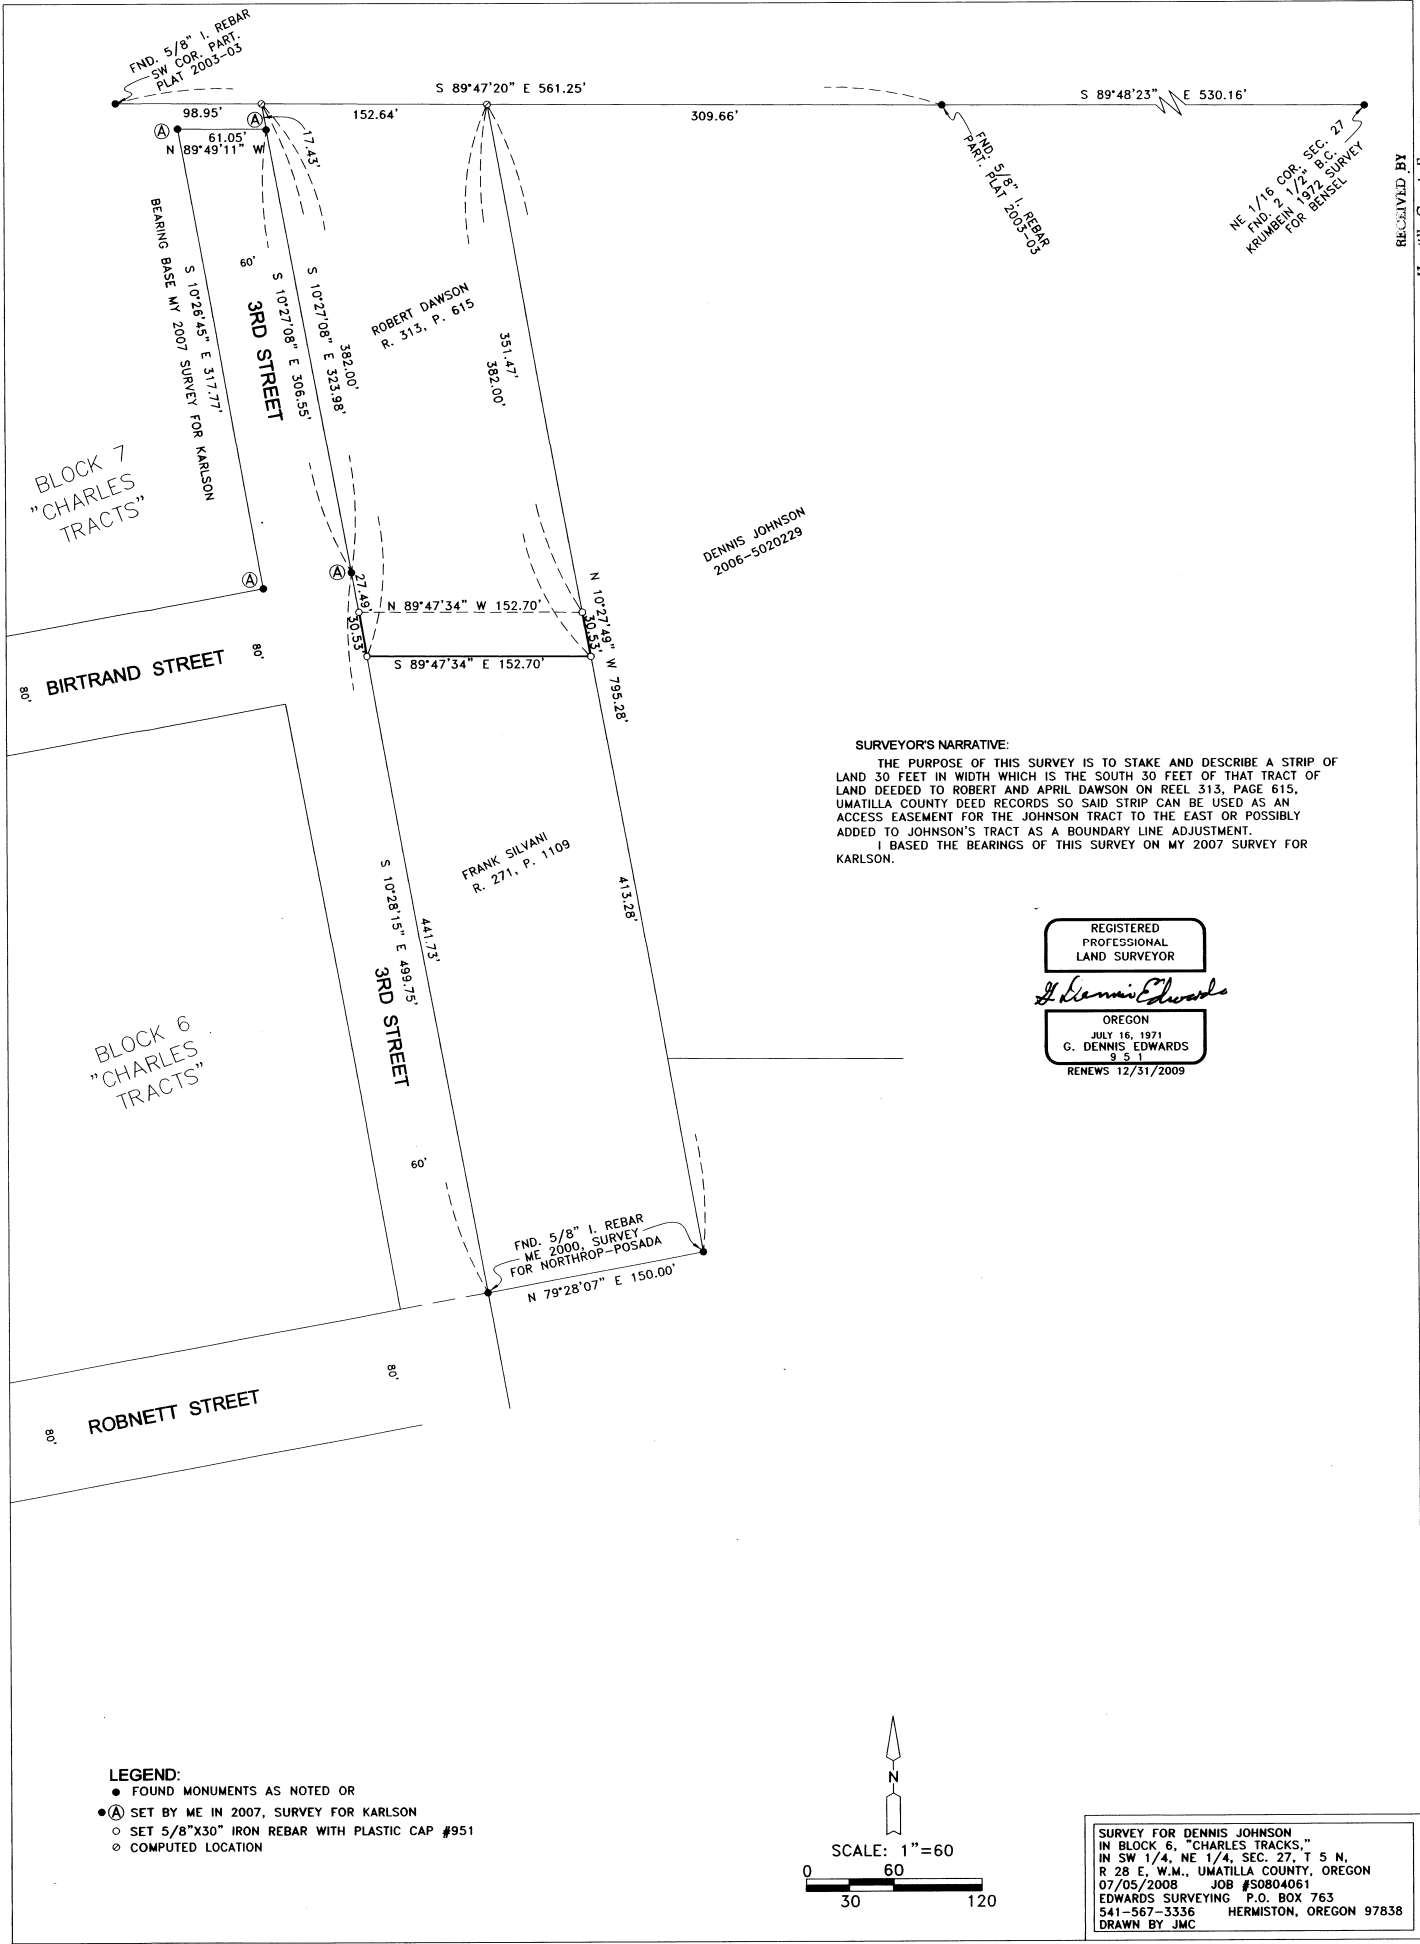 FND. 5/8" I. REBAR
SW COR. PART.
PLAT 2003-03
S 89°47'20" E 561.25'
S 89°48'23" E 530.16'
98.95'
152.64'
309.66'
Ⓐ
Ⓐ
61.05'
N 89°49'11" W
17.43'
FND. 5/8" I. REBAR
PART. PLAT 2003-03
NE 1/16 COR. SEC. 27
FND. 2 1/2" B.C.
KRUMBEIN 1972 SURVEY
FOR BENSEL
RECEIVED BY
S 10°26'45" E 317.77'
BEARING BASE MY 2007 SURVEY FOR KARLSON
60'
3RD STREET
S 10°27'08" E 306.55'
S 10°27'08" E 323.98'
382.00'
ROBERT DAWSON
R. 313, P. 615
351.47'
382.00'
BLOCK 7
"CHARLES
TRACTS"
DENNIS JOHNSON
2006-5020229
Ⓐ
Ⓐ
27.49'
N 89°47'34" W 152.70'
30.53'
30.53'
N 10°27'49" W 795.28'
S 89°47'34" E 152.70'
80'
BIRTRAND STREET
80'
SURVEYOR'S NARRATIVE:
THE PURPOSE OF THIS SURVEY IS TO STAKE AND DESCRIBE A STRIP OF
LAND 30 FEET IN WIDTH WHICH IS THE SOUTH 30 FEET OF THAT TRACT OF
LAND DEEDED TO ROBERT AND APRIL DAWSON ON REEL 313, PAGE 615,
UMATILLA COUNTY DEED RECORDS SO SAID STRIP CAN BE USED AS AN
ACCESS EASEMENT FOR THE JOHNSON TRACT TO THE EAST OR POSSIBLY
ADDED TO JOHNSON'S TRACT AS A BOUNDARY LINE ADJUSTMENT.
I BASED THE BEARINGS OF THIS SURVEY ON MY 2007 SURVEY FOR
KARLSON.
FRANK SILVANI
R. 271, P. 1109
413.28'
S 10°28'15" E 499.75'
441.73'
3RD STREET
REGISTERED
PROFESSIONAL
LAND SURVEYOR
G. Dennis Edwards
OREGON
JULY 16, 1971
G. DENNIS EDWARDS
9 5 1
RENEWS 12/31/2009
BLOCK 6
"CHARLES
TRACTS"
60'
FND. 5/8" I. REBAR
ME 2000, SURVEY
FOR NORTHROP-POSADA
N 79°28'07" E 150.00'
80'
ROBNETT STREET
80'
LEGEND:
● FOUND MONUMENTS AS NOTED OR
●Ⓐ SET BY ME IN 2007, SURVEY FOR KARLSON
○ SET 5/8"X30" IRON REBAR WITH PLASTIC CAP #951
⊘ COMPUTED LOCATION
N
SCALE: 1"=60
0 60
30 120
SURVEY FOR DENNIS JOHNSON
IN BLOCK 6, "CHARLES TRACKS,"
IN SW 1/4, NE 1/4, SEC. 27, T 5 N,
R 28 E, W.M., UMATILLA COUNTY, OREGON
07/05/2008 JOB #S0804061
EDWARDS SURVEYING P.O. BOX 763
541-567-3336 HERMISTON, OREGON 97838
DRAWN BY JMC